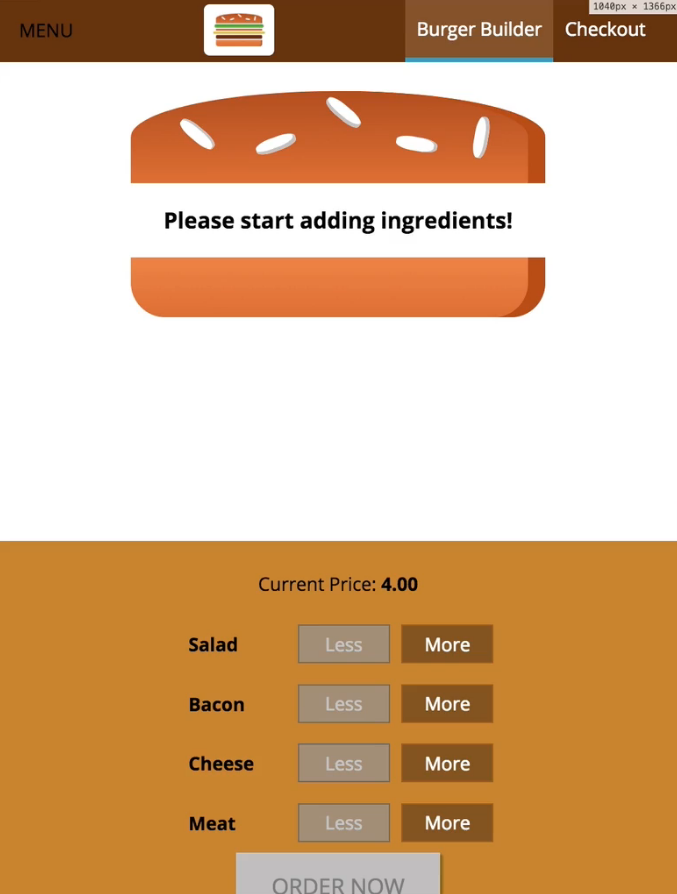 1040px × 1366px
MENU
Burger Builder
Checkout
Please start adding ingredients!
Current Price: 4.00
Salad Less More
Bacon Less More
Cheese Less More
Meat Less More
ORDER NOW